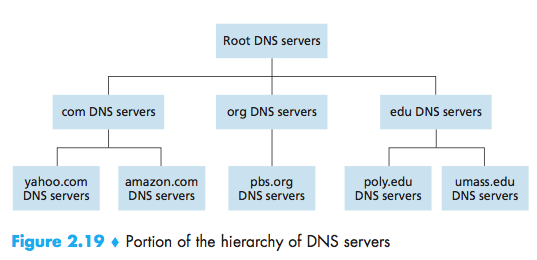 Root DNS servers
com DNS servers
org DNS servers
edu DNS servers
yahoo.com
DNS servers
amazon.com
DNS servers
pbs.org
DNS servers
poly.edu
DNS servers
umass.edu
DNS servers
Figure 2.19 ♦ Portion of the hierarchy of DNS servers